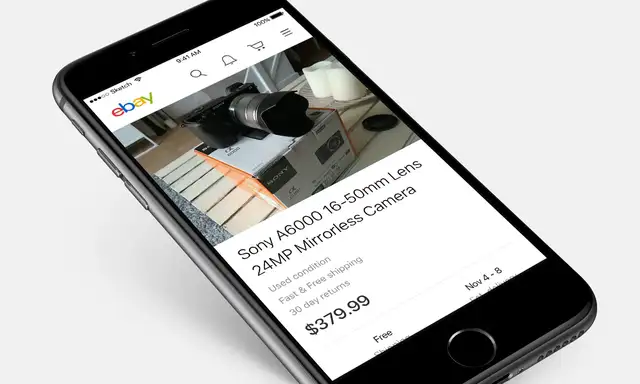 Sketch
9:41 AM
100%
ebay
SONY
Sony A6000 16-50mm Lens
24MP Mirrorless Camera
Used condition
Fast & Free shipping
30 day returns
$379.99
Free
Nov 4 - 8